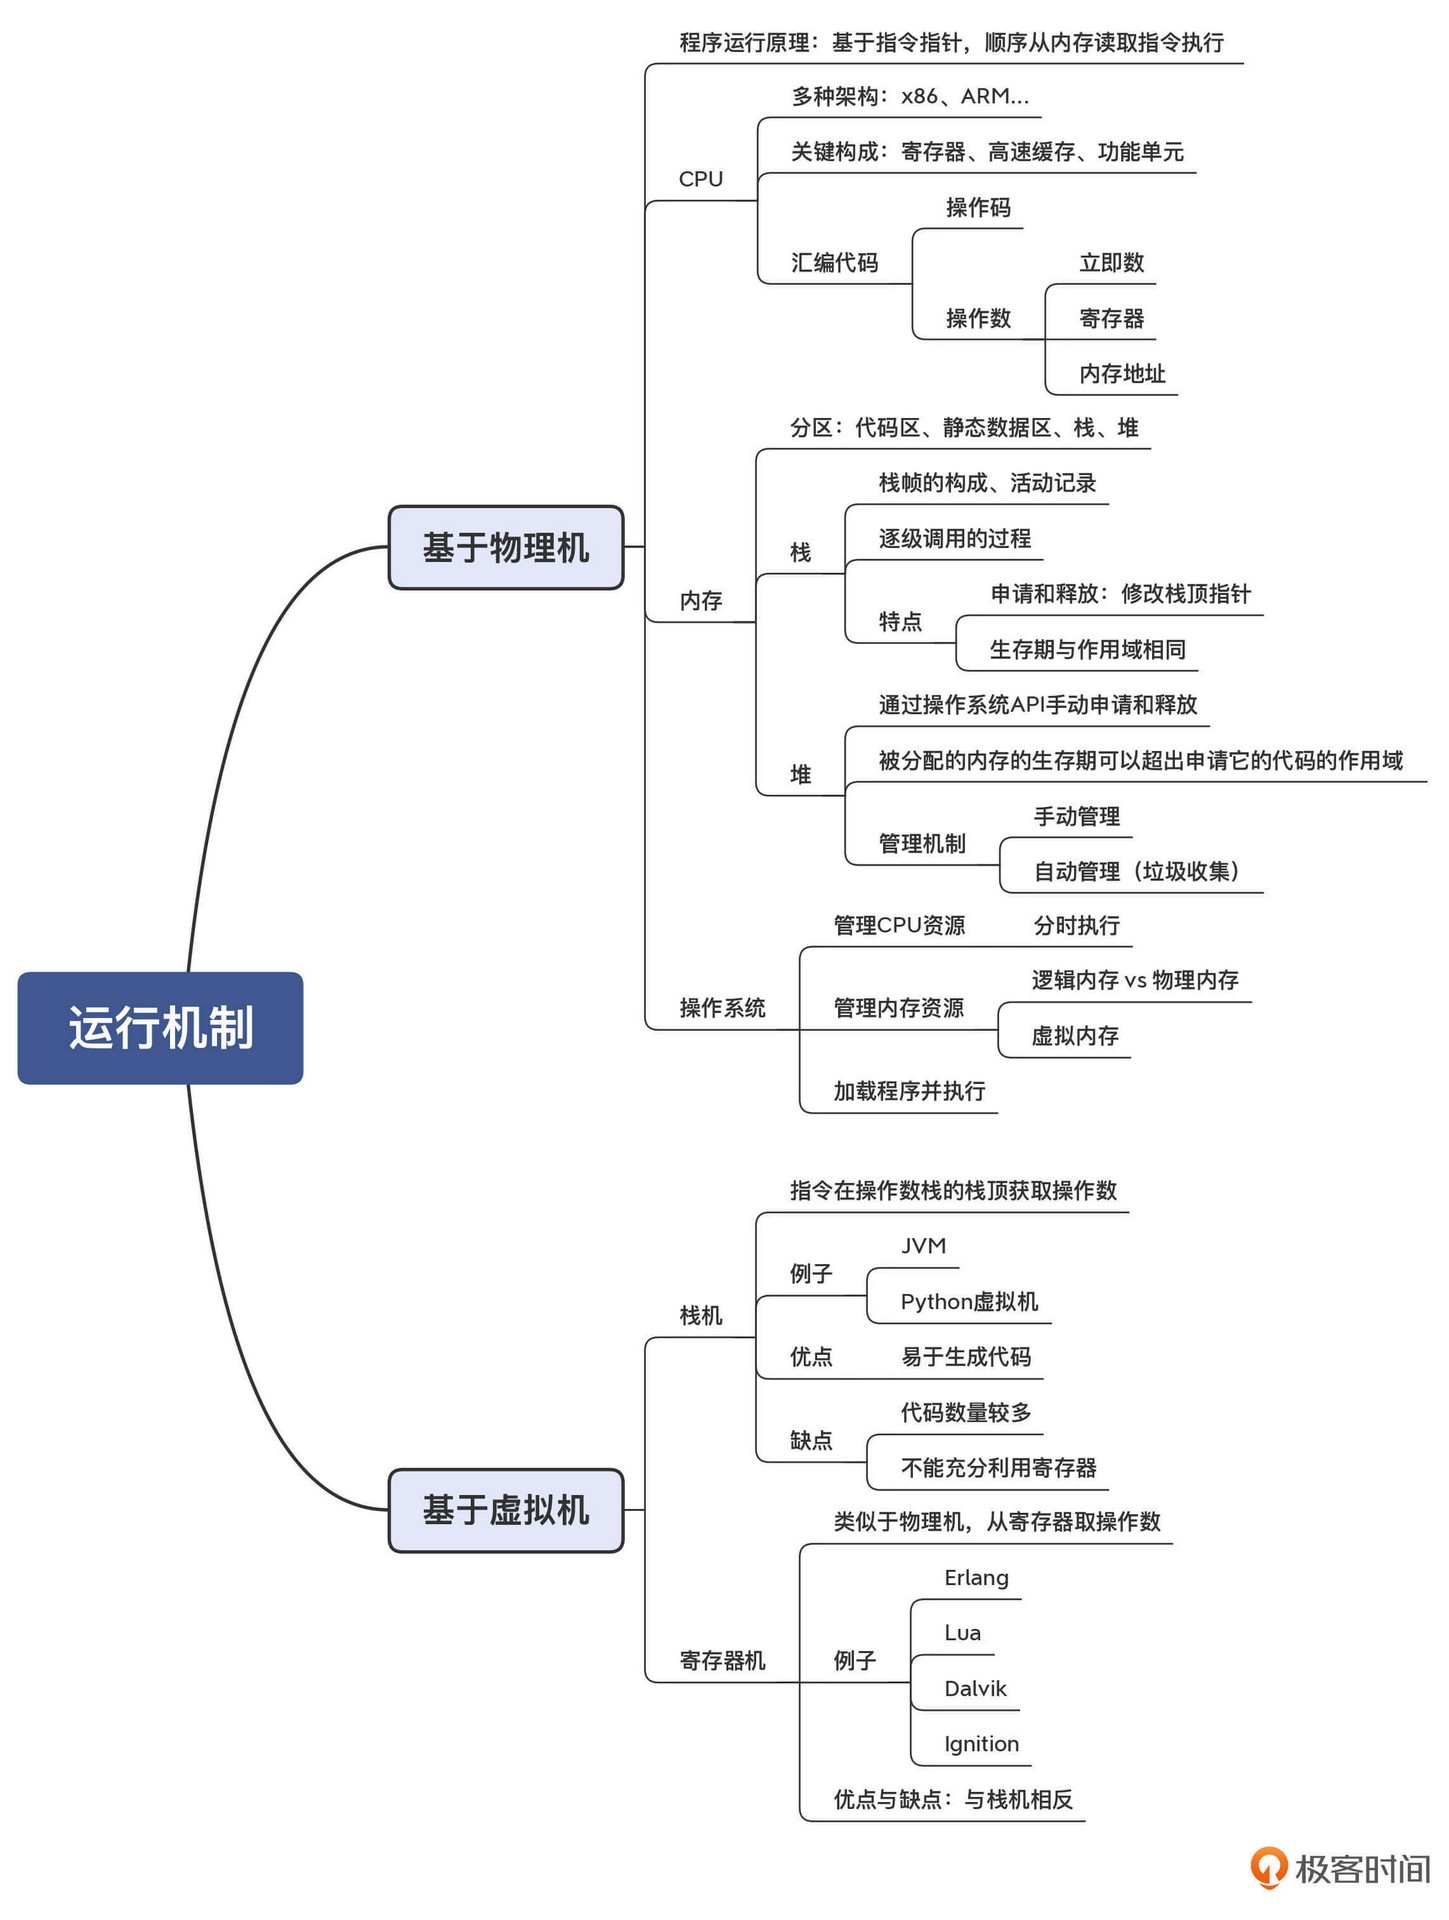 程序运行原理：基于指令指针，顺序从内存读取指令执行
多种架构：x86、ARM...
关键构成：寄存器、高速缓存、功能单元
CPU
操作码
汇编代码
立即数
操作数
寄存器
内存地址
分区：代码区、静态数据区、栈、堆
栈帧的构成、活动记录
逐级调用的过程
栈
申请和释放：修改栈顶指针
特点
生存期与作用域相同
基于物理机
内存
通过操作系统API手动申请和释放
被分配的内存的生存期可以超出申请它的代码的作用域
堆
手动管理
管理机制
自动管理（垃圾收集）
管理CPU资源
分时执行
逻辑内存 vs 物理内存
操作系统
管理内存资源
虚拟内存
加载程序并执行
运行机制
指令在操作数栈的栈顶获取操作数
JVM
例子
Python虚拟机
栈机
优点
易于生成代码
代码数量较多
缺点
不能充分利用寄存器
基于虚拟机
类似于物理机，从寄存器取操作数
Erlang
Lua
寄存器机
例子
Dalvik
Ignition
优点与缺点：与栈机相反
极客时间